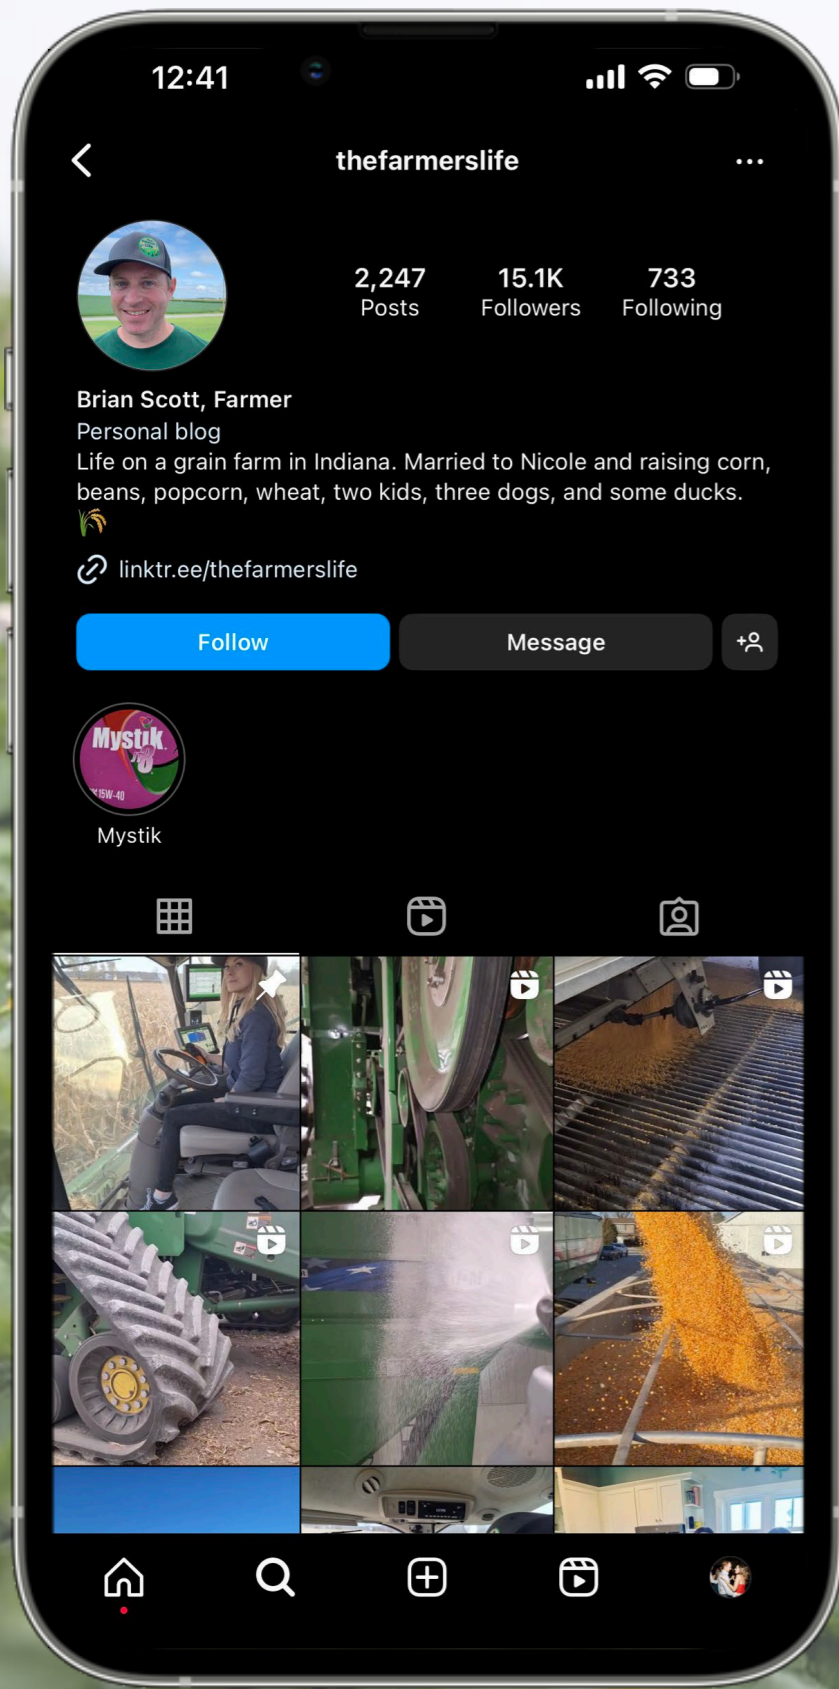 12:41
thefarmerslife
2,247 15.1K 733
Posts Followers Following
Brian Scott, Farmer
Personal blog
Life on a grain farm in Indiana. Married to Nicole and raising corn,
beans, popcorn, wheat, two kids, three dogs, and some ducks.
linktr.ee/thefarmerslife
Follow Message
Mystik
15W-40
Mystik